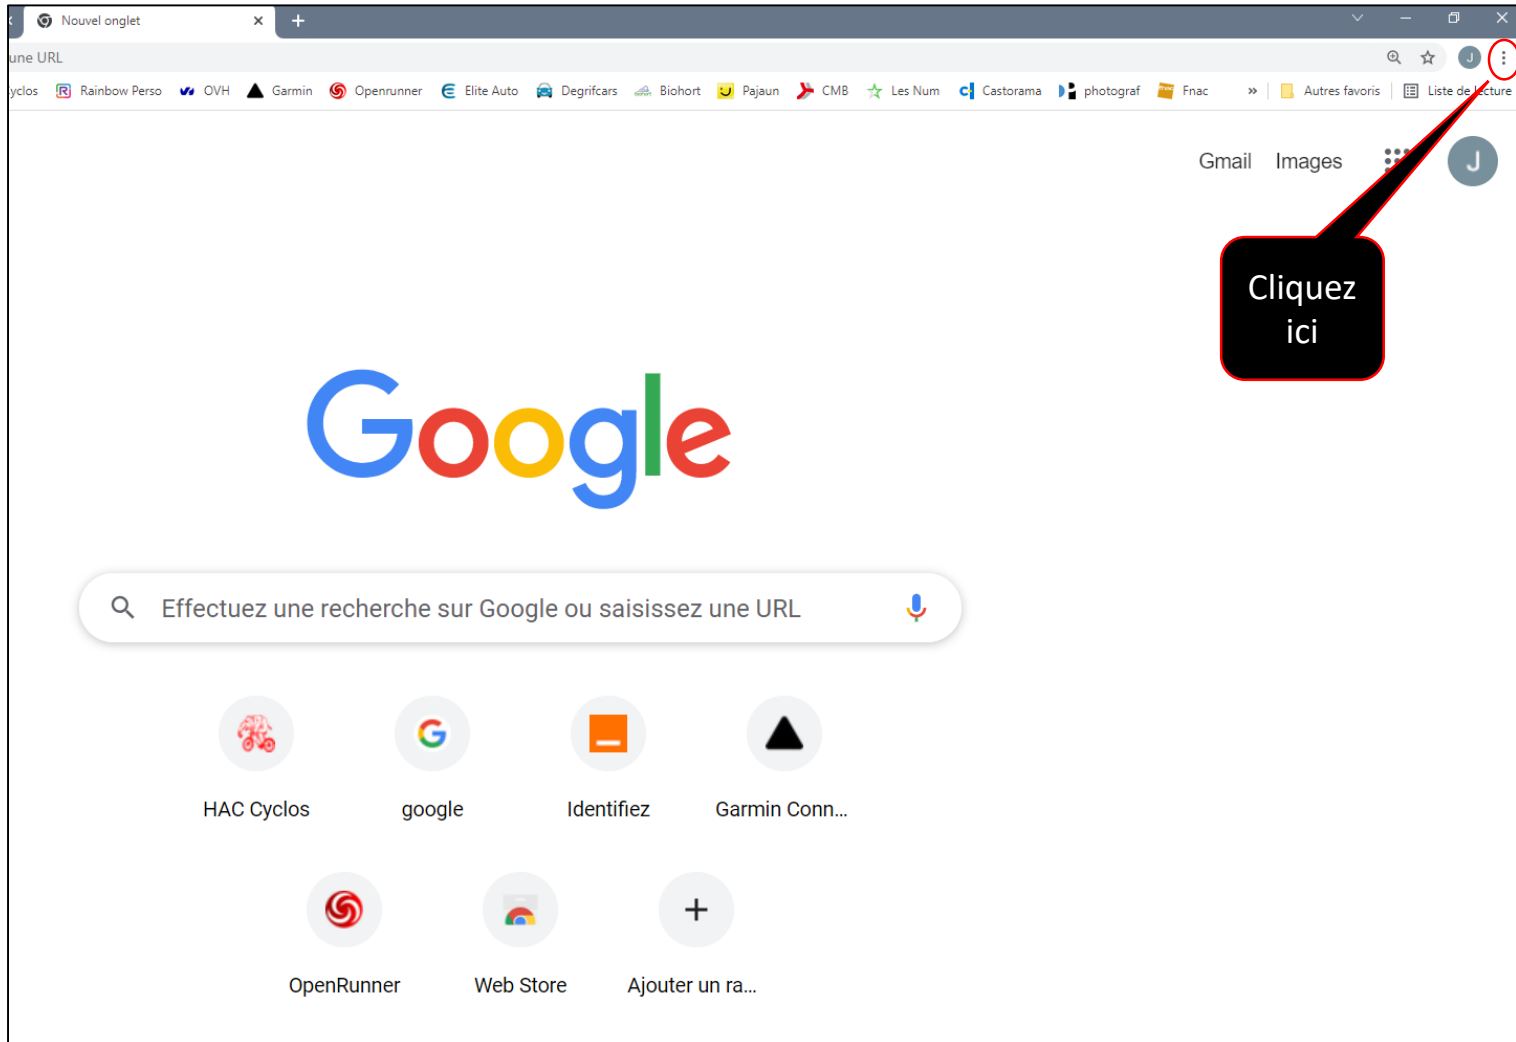 Nouvel onglet
une URL
J
yclos Rainbow Perso OVH Garmin Openrunner Elite Auto Degrifcars Biohort Pajaun CMB Les Num Castorama photograf Fnac » Autres favoris Liste de lecture
Gmail Images J
Cliquez
ici
Google
Effectuez une recherche sur Google ou saisissez une URL
HAC Cyclos google Identifiez Garmin Conn...
OpenRunner Web Store Ajouter un ra...